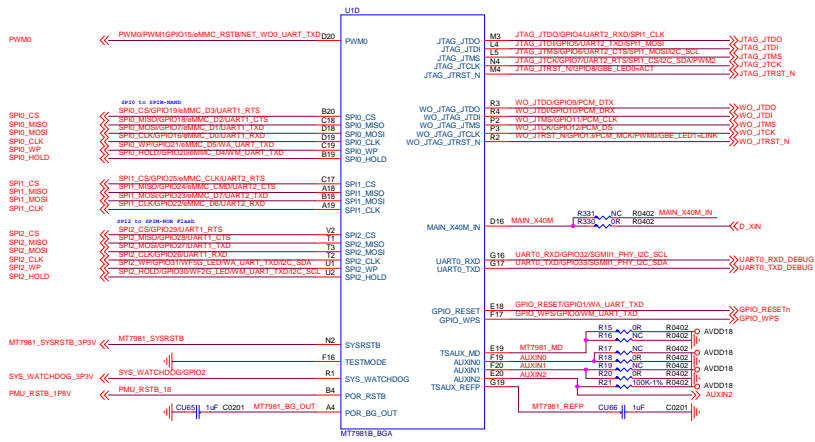 U1D
PWM0 PWM0/PWM1GPIO15/eMMC_RSTB/NET_WO0_UART_TXD D20 PWM0
JTAG_JTDO M3 JTAG_JTDO/GPIO4/UART2_RXD/SPI1_CLK JTAG_JTDO
JTAG_JTDI L4 JTAG_JTDI/GPIO5/UART2_TXD/SPI1_MOSI JTAG_JTDI
JTAG_JTMS L5 JTAG_JTMS/GPIO6/UART2_CTS/SPI1_MISO/I2C_SCL JTAG_JTMS
JTAG_JTCLK N4 JTAG_JTCK/GPIO7/UART2_RTS/SPI1_CS/I2C_SDA/PWM2 JTAG_JTCK
JTAG_JTRST_N M4 JTAG_JTRST_N/GPIO8/GBE_LED0=ACT JTAG_JTRST_N
SPI0 to SPIM-NAND
SPI0_CS SPI0_CS/GPIO19/eMMC_D3/UART1_RTS B20 SPI0_CS
SPI0_MISO SPI0_MISO/GPIO18/eMMC_D2/UART1_CTS C18 SPI0_MISO
SPI0_MOSI SPI0_MOSI/GPIO17/eMMC_D1/UART1_TXD D18 SPI0_MOSI
SPI0_CLK SPI0_CLK/GPIO16/eMMC_D0/UART1_RXD D19 SPI0_CLK
SPI0_WP SPI0_WP/GPIO21/eMMC_D5/WA_UART_TXD C19 SPI0_WP
SPI0_HOLD SPI0_HOLD/GPIO20/eMMC_D4/WM_UART_TXD B19 SPI0_HOLD
WO_JTAG_JTDO R3 WO_JTDO/GPIO9/PCM_DTX WO_JTDO
WO_JTAG_JTDI R4 WO_JTDI/GPIO10/PCM_DRX WO_JTDI
WO_JTAG_JTMS P2 WO_JTMS/GPIO11/PCM_CLK WO_JTMS
WO_JTAG_JTCLK P3 WO_JTCK/GPIO12/PCM_DS WO_JTCK
WO_JTAG_JTRST_N R2 WO_JTRST_N/GPIO13/PCM_MCK/PWM0/GBE_LED1=LINK WO_JTRST_N
SPI1_CS SPI1_CS/GPIO25/eMMC_CLK/UART2_RTS C17 SPI1_CS
SPI1_MISO SPI1_MISO/GPIO24/eMMC_CMD/UART2_CTS A18 SPI1_MISO
SPI1_MOSI SPI1_MOSI/GPIO23/eMMC_D7/UART2_TXD B18 SPI1_MOSI
SPI1_CLK SPI1_CLK/GPIO22/eMMC_D6/UART2_RXD A19 SPI1_CLK
SPI2 to SPIM-NOR Flash
SPI2_CS SPI2_CS/GPIO29/UART1_RTS V2 SPI2_CS
SPI2_MISO SPI2_MISO/GPIO28/UART1_CTS T1 SPI2_MISO
SPI2_MOSI SPI2_MOSI/GPIO27/UART1_TXD T3 SPI2_MOSI
SPI2_CLK SPI2_CLK/GPIO26/UART1_RXD T2 SPI2_CLK
SPI2_WP SPI2_WP/GPIO31/WF5G_LED/WA_UART_TXD/I2C_SDA U1 SPI2_WP
SPI2_HOLD SPI2_HOLD/GPIO30/WF2G_LED/WM_UART_TXD/I2C_SCL U2 SPI2_HOLD
R331 NC R0402 MAIN_X40M_IN
MAIN_X40M_IN D16 MAIN_X40M R330 0R R0402 D_XIN
UART0_RXD G16 UART0_RXD/GPIO32/SGMII1_PHY_I2C_SCL UART0_RXD_DEBUG
UART0_TXD G17 UART0_TXD/GPIO33/SGMII1_PHY_I2C_SDA UART0_TXD_DEBUG
GPIO_RESET E18 GPIO_RESET/GPIO1/WA_UART_TXD GPIO_RESETn
GPIO_WPS F17 GPIO_WPS/GPIO0/WM_UART_TXD GPIO_WPS
MT7981_SYSRSTB_3P3V MT7981_SYSRSTB N2 SYSRSTB
F16 TESTMODE
SYS_WATCHDOG_3P3V SYS_WATCHDOG/GPIO2 R1 SYS_WATCHDOG
PMU_RSTB_1P8V PMU_RSTB_18 B4 POR_RSTB
CU65 1uF C0201 MT7981_BG_OUT A4 POR_BG_OUT
R15 0R R0402 AVDD18
R16 NC R0402
TSAUX_MD E19 MT7981_MD R17 NC R0402 AVDD18
AUXIN0 F19 AUXIN0 R18 0R R0402
AUXIN1 F20 AUXIN1 R19 NC R0402 AVDD18
AUXIN2 E20 AUXIN2 R20 0R R0402
TSAUX_REFP G19 R21 100K-1% R0402 AVDD18
AUXIN2
MT7981_REFP CU66 1uF C0201
MT7981B_BGA